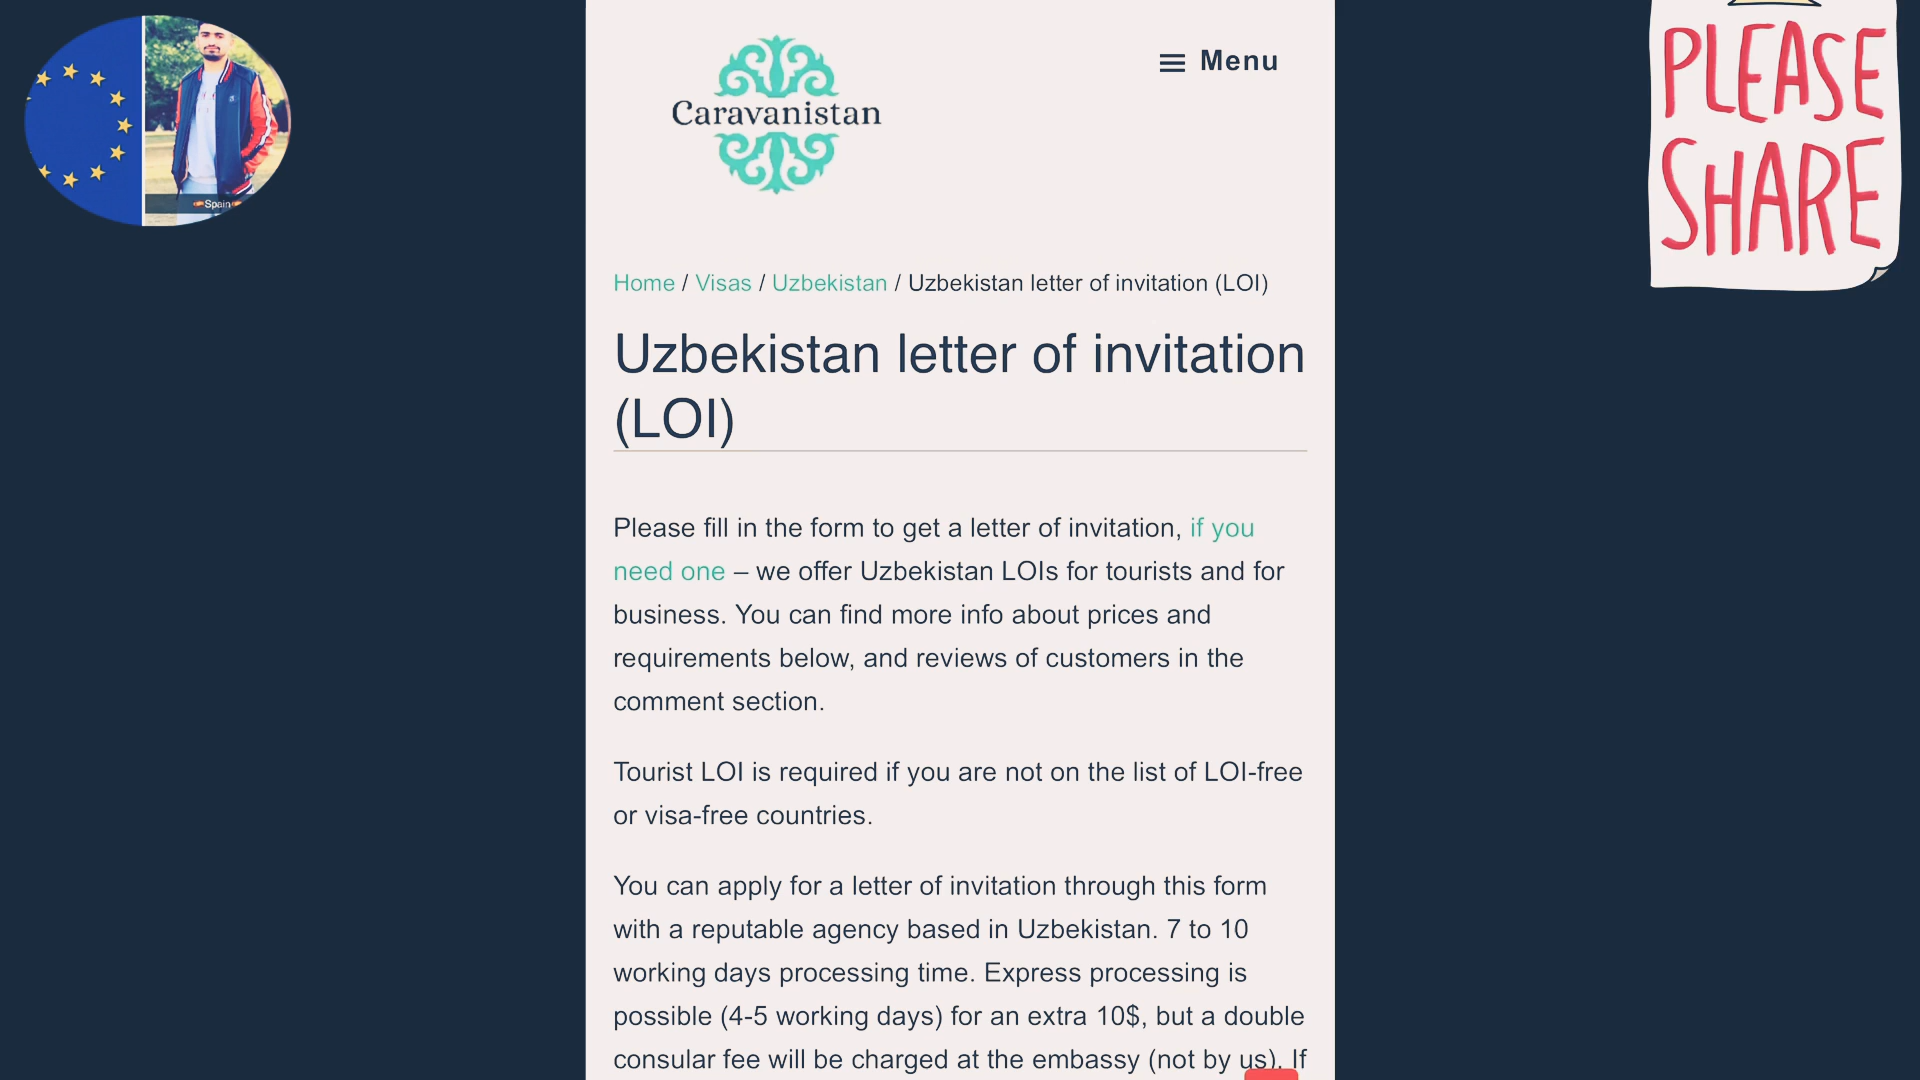 Caravanistan
Menu
PLEASE
SHARE
Spain
Home / Visas / Uzbekistan / Uzbekistan letter of invitation (LOI)
Uzbekistan letter of invitation
(LOI)
Please fill in the form to get a letter of invitation, if you
need one – we offer Uzbekistan LOIs for tourists and for
business. You can find more info about prices and
requirements below, and reviews of customers in the
comment section.
Tourist LOI is required if you are not on the list of LOI-free
or visa-free countries.
You can apply for a letter of invitation through this form
with a reputable agency based in Uzbekistan. 7 to 10
working days processing time. Express processing is
possible (4-5 working days) for an extra 10$, but a double
consular fee will be charged at the embassy (not by us). If